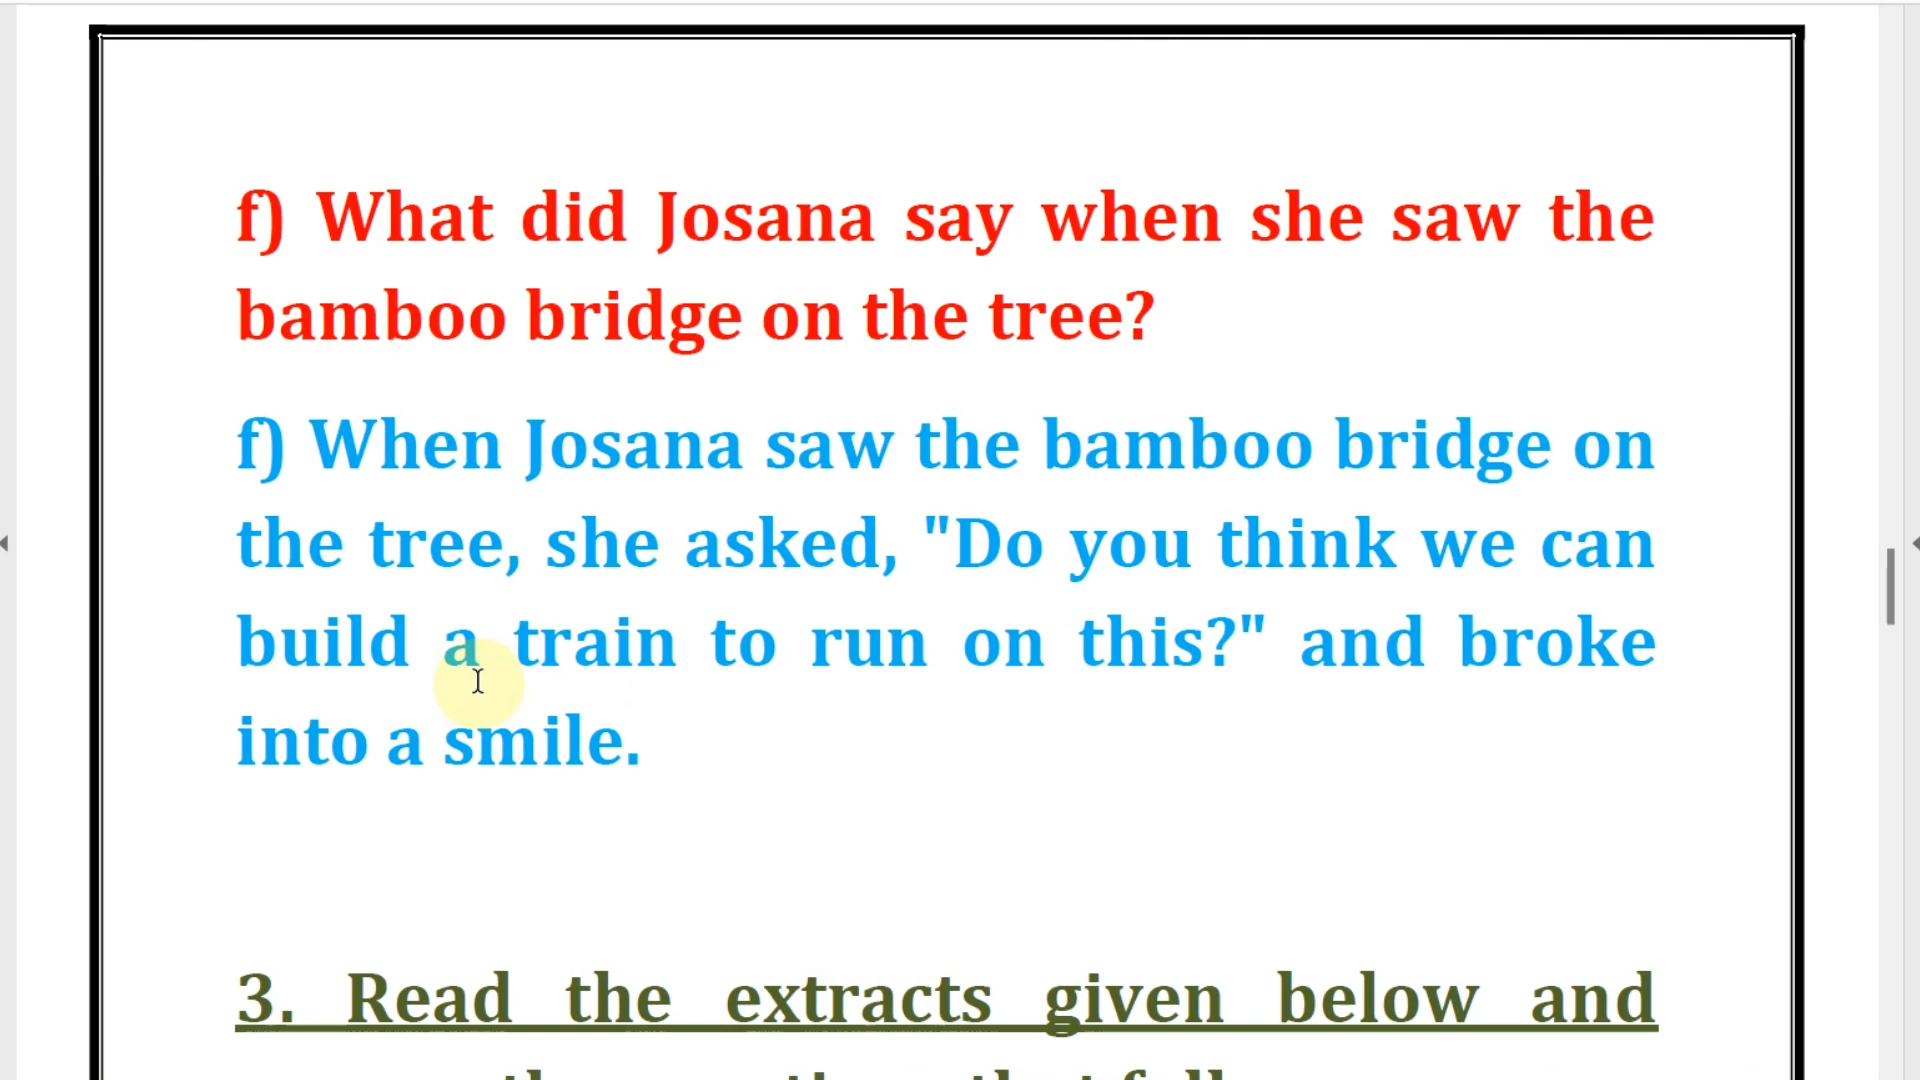 f) What did Josana say when she saw the
bamboo bridge on the tree?
f) When Josana saw the bamboo bridge on
the tree, she asked, "Do you think we can
build a train to run on this?" and broke
into a smile.
3. Read the extracts given below and